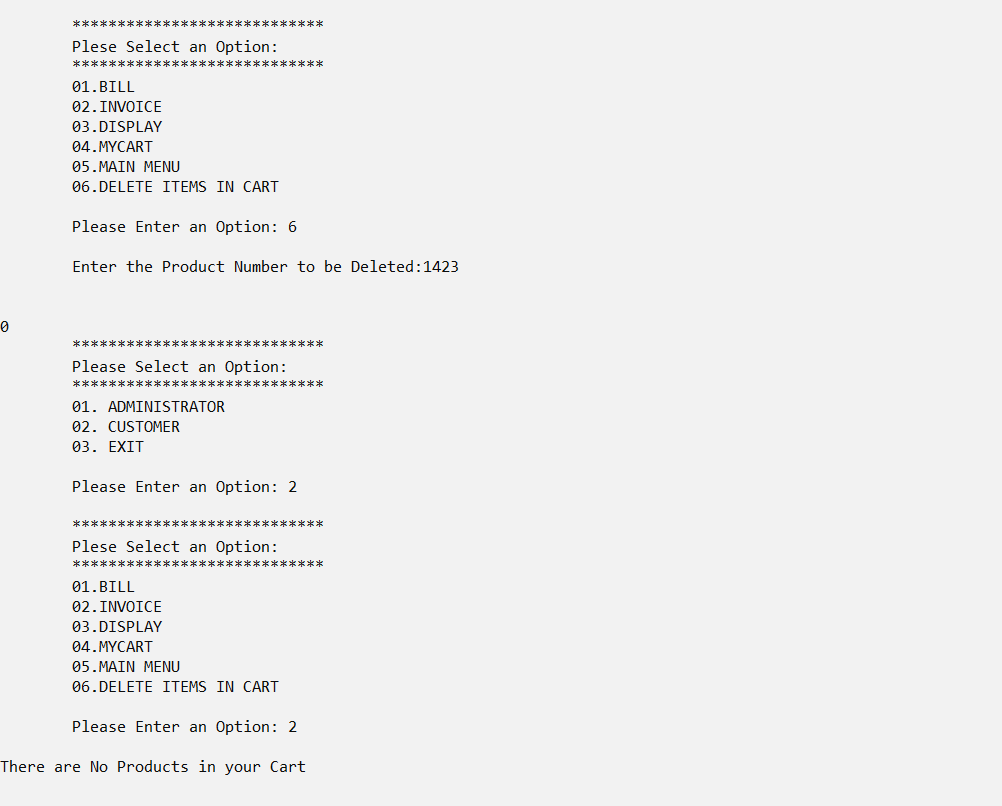 ****************************
Plese Select an Option:
****************************
01.BILL
02.INVOICE
03.DISPLAY
04.MYCART
05.MAIN MENU
06.DELETE ITEMS IN CART
Please Enter an Option: 6
Enter the Product Number to be Deleted:1423
0
****************************
Please Select an Option:
****************************
01. ADMINISTRATOR
02. CUSTOMER
03. EXIT
Please Enter an Option: 2
****************************
Plese Select an Option:
****************************
01.BILL
02.INVOICE
03.DISPLAY
04.MYCART
05.MAIN MENU
06.DELETE ITEMS IN CART
Please Enter an Option: 2
There are No Products in your Cart